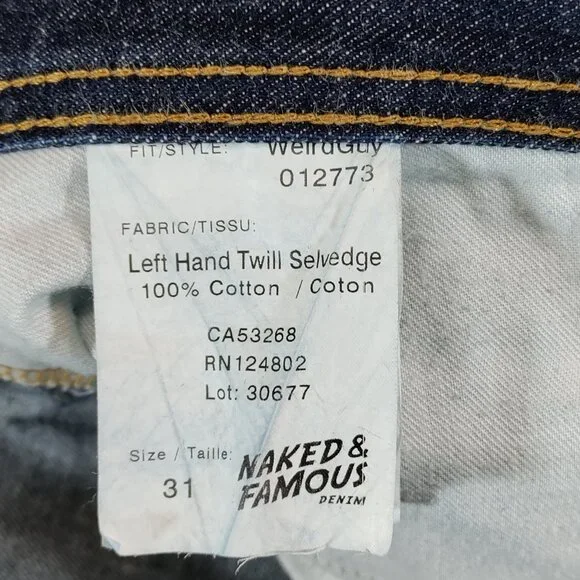 FIT/STYLE: WeirdGuy
012773
FABRIC/TISSU:
Left Hand Twill Selvedge
100% Cotton / Coton
CA53268
RN124802
Lot: 30677
Size / Taille:
31
NAKED &
FAMOUS
DENIM